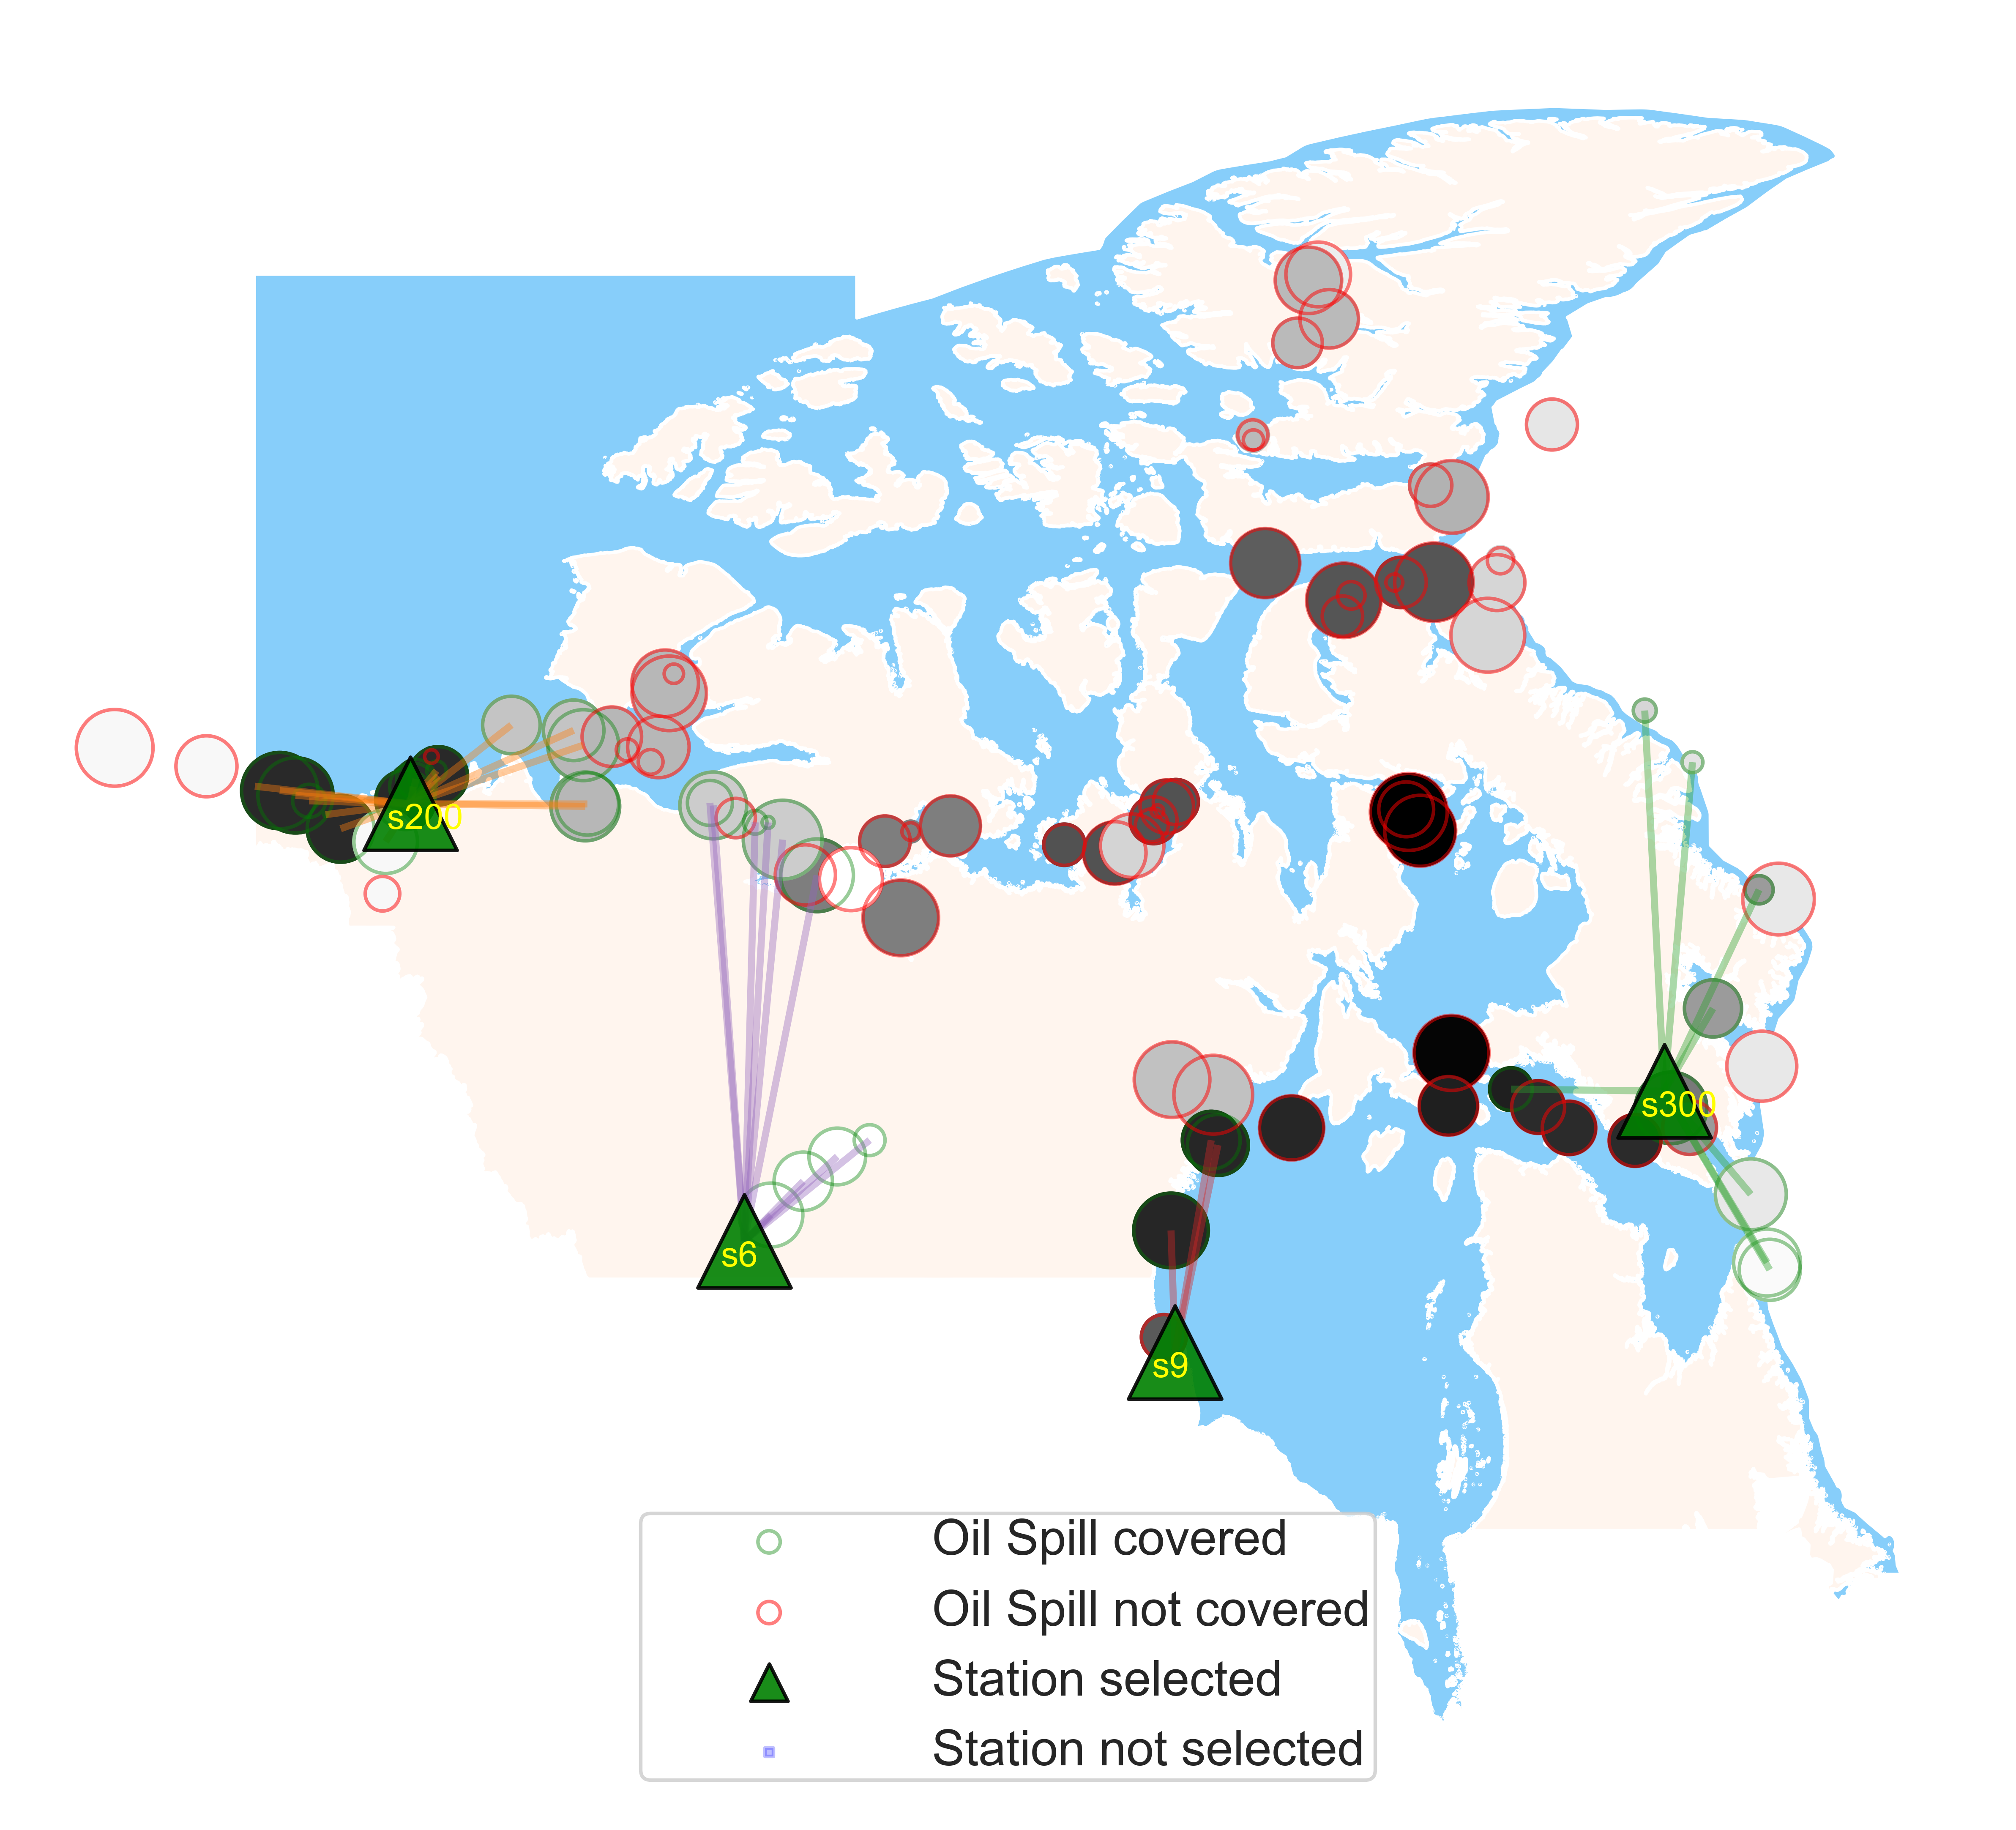 s200
s300
s6
s9
Oil Spill covered
Oil Spill not covered
Station selected
Station not selected